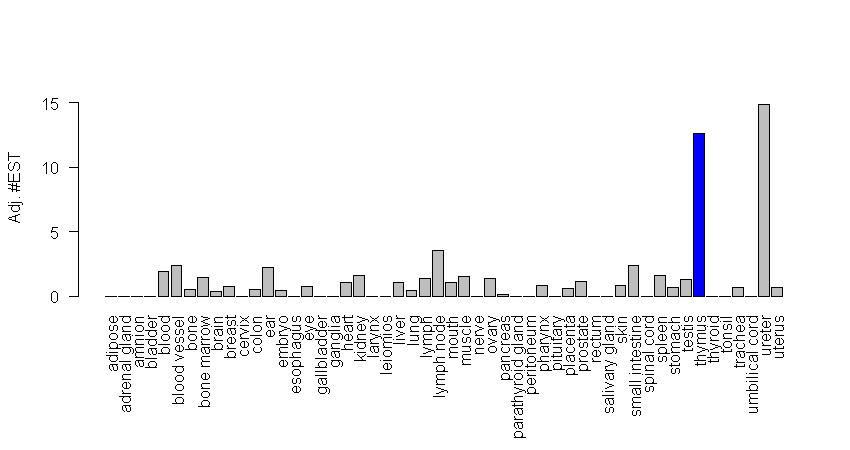 Adj. #EST
15
10
5
0
adipose
adrenal gland
amnion
bladder
blood
blood vessel
bone
bone marrow
brain
breast
cervix
colon
ear
embryo
esophagus
eye
gallbladder
ganglia
heart
kidney
larynx
leiomios
liver
lung
lymph
lymph node
mouth
muscle
nerve
ovary
pancreas
parathyroid gland
peritoneum
pharynx
pituitary
placenta
prostate
rectum
salivary gland
skin
small intestine
spinal cord
spleen
stomach
testis
thymus
thyroid
tonsil
trachea
umbilical cord
ureter
uterus